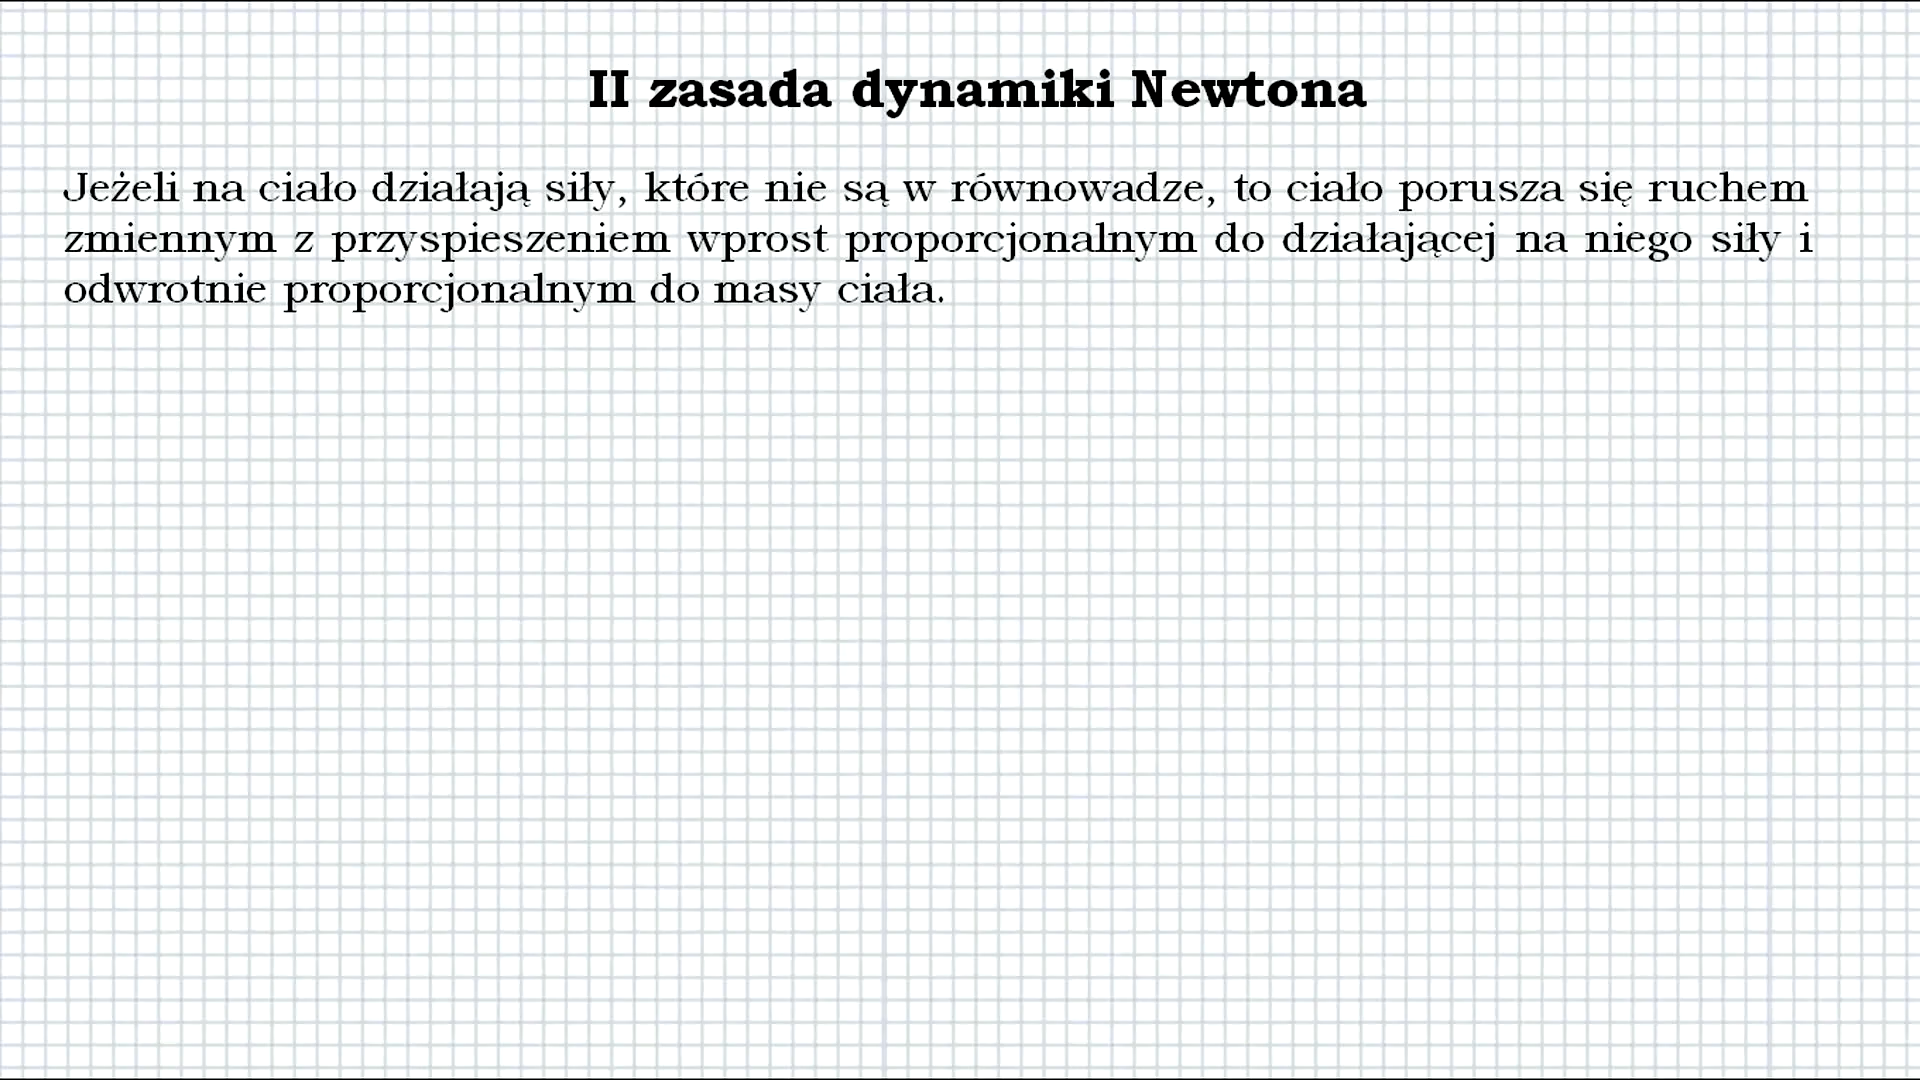 II zasada dynamiki Newtona
Jeżeli na ciało działają siły, które nie są w równowadze, to ciało porusza się ruchem
zmiennym z przyspieszeniem wprost proporcjonalnym do działającej na niego siły i
odwrotnie proporcjonalnym do masy ciała.